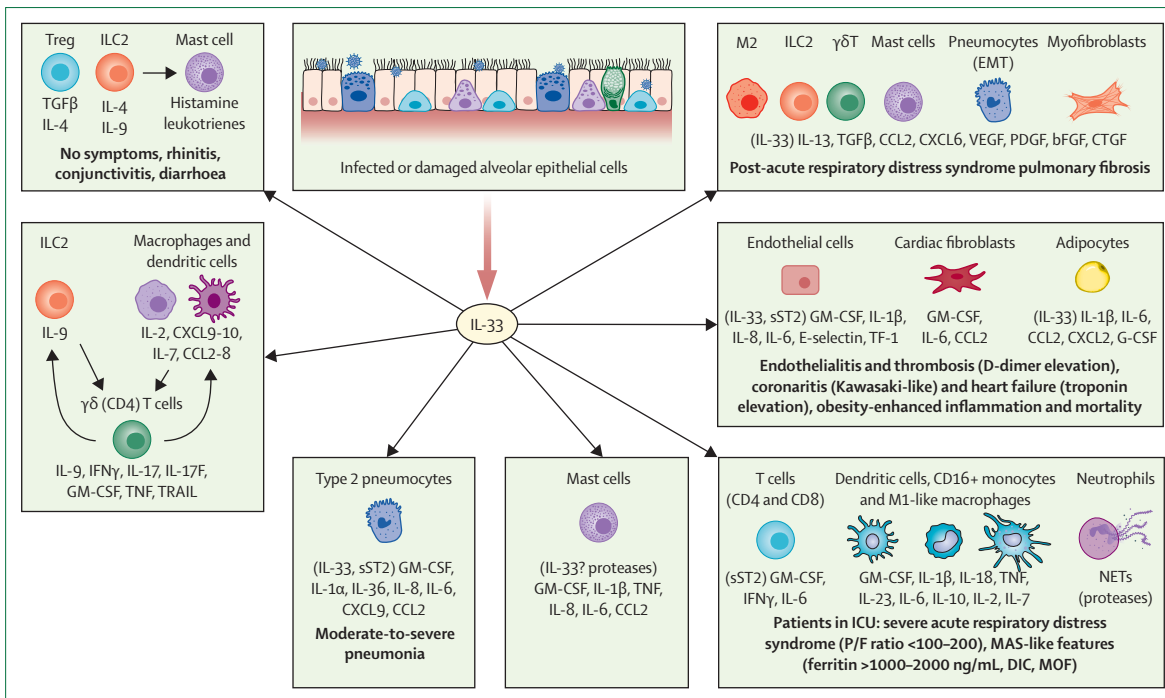 Treg
ILC2
Mast cell
TGFβ
IL-4
IL-4
IL-9
Histamine
leukotrienes
No symptoms, rhinitis,
conjunctivitis, diarrhoea
Infected or damaged alveolar epithelial cells
M2
ILC2
γδT
Mast cells
Pneumocytes
(EMT)
Myofibroblasts
(IL-33) IL-13, TGFβ, CCL2, CXCL6, VEGF, PDGF, bFGF, CTGF
Post-acute respiratory distress syndrome pulmonary fibrosis
ILC2
Macrophages and
dendritic cells
IL-9
IL-2, CXCL9-10,
IL-7, CCL2-8
γδ (CD4) T cells
IL-9, IFNγ, IL-17, IL-17F,
GM-CSF, TNF, TRAIL
IL-33
Endothelial cells
Cardiac fibroblasts
Adipocytes
(IL-33, sST2) GM-CSF, IL-1β,
IL-8, IL-6, E-selectin, TF-1
GM-CSF,
IL-6, CCL2
(IL-33) IL-1β, IL-6,
CCL2, CXCL2, G-CSF
Endothelialitis and thrombosis (D-dimer elevation),
coronaritis (Kawasaki-like) and heart failure (troponin
elevation), obesity-enhanced inflammation and mortality
Type 2 pneumocytes
(IL-33, sST2) GM-CSF,
IL-1α, IL-36, IL-8, IL-6,
CXCL9, CCL2
Moderate-to-severe
pneumonia
Mast cells
(IL-33? proteases)
GM-CSF, IL-1β, TNF,
IL-8, IL-6, CCL2
T cells
(CD4 and CD8)
Dendritic cells, CD16+ monocytes
and M1-like macrophages
Neutrophils
(sST2) GM-CSF,
IFNγ, IL-6
GM-CSF, IL-1β, IL-18, TNF,
IL-23, IL-6, IL-10, IL-2, IL-7
NETs
(proteases)
Patients in ICU: severe acute respiratory distress
syndrome (P/F ratio <100–200), MAS-like features
(ferritin >1000–2000 ng/mL, DIC, MOF)